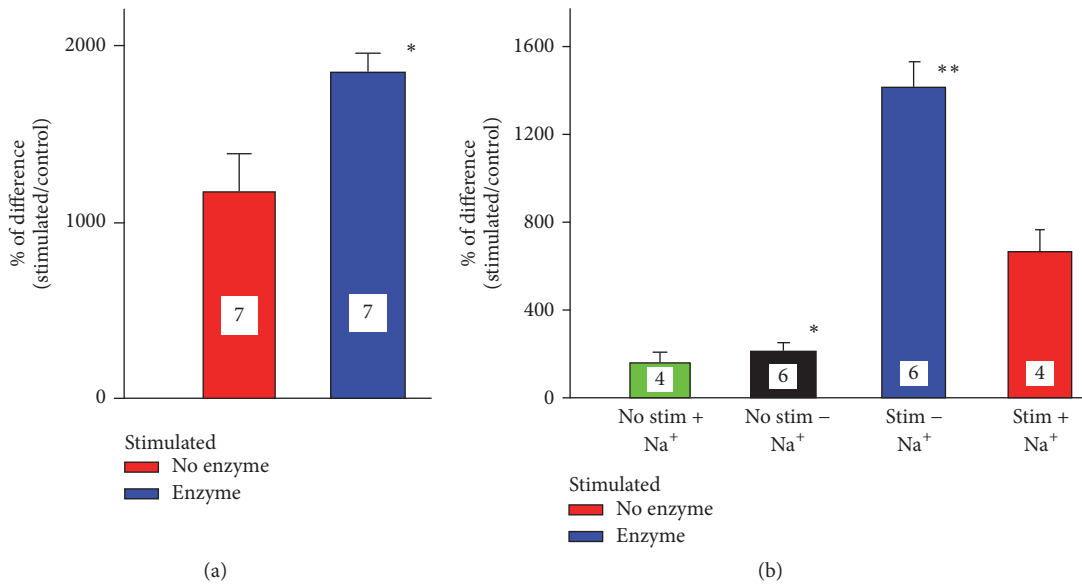 % of difference
(stimulated/control)
2000
1000
0
*
7
7
Stimulated
No enzyme
Enzyme
(a)
% of difference
(stimulated/control)
1600
1200
800
400
0
*
**
4
6
6
4
No stim +
Na⁺
No stim −
Na⁺
Stim −
Na⁺
Stim +
Na⁺
Stimulated
No enzyme
Enzyme
(b)